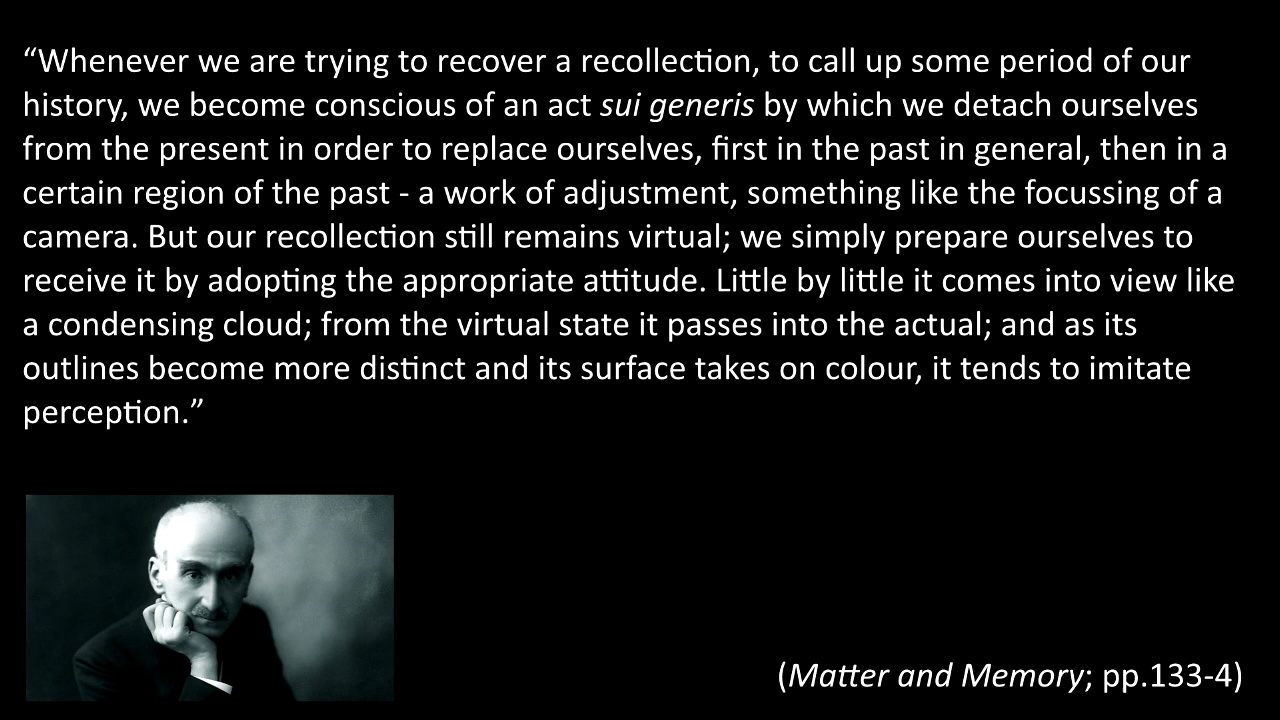 “Whenever we are trying to recover a recollection, to call up some period of our
history, we become conscious of an act sui generis by which we detach ourselves
from the present in order to replace ourselves, first in the past in general, then in a
certain region of the past - a work of adjustment, something like the focussing of a
camera. But our recollection still remains virtual; we simply prepare ourselves to
receive it by adopting the appropriate attitude. Little by little it comes into view like
a condensing cloud; from the virtual state it passes into the actual; and as its
outlines become more distinct and its surface takes on colour, it tends to imitate
perception.”
(Matter and Memory; pp.133-4)